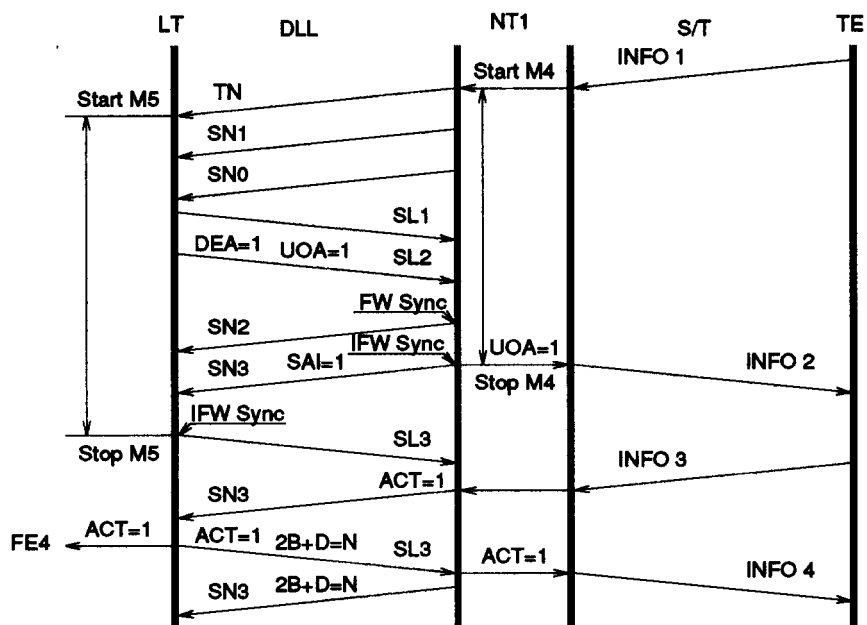 LT DLL NT1 S/T TE
INFO 1
Start M4
Start M5 TN
SN1
SN0
SL1
DEA=1 UOA=1 SL2
FW Sync
SN2
IFW Sync UOA=1
SN3 SAI=1 INFO 2
Stop M4
IFW Sync
Stop M5 SL3 INFO 3
ACT=1
SN3
ACT=1 ACT=1 2B+D=N
FE4 SL3 ACT=1
INFO 4
SN3 2B+D=N